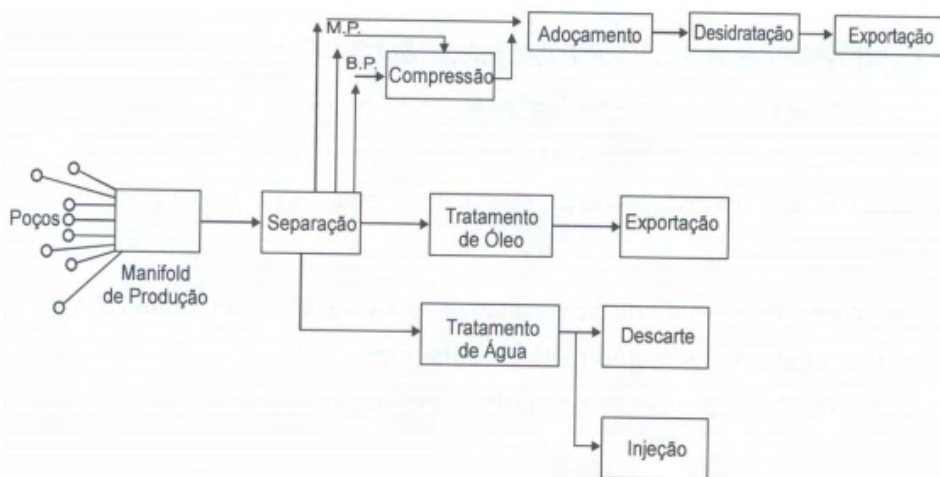 M.P.
B.P.
Compressão
Adoçamento
Desidratação
Exportação
Poços
Manifold
de Produção
Separação
Tratamento
de Óleo
Exportação
Tratamento
de Água
Descarte
Injeção